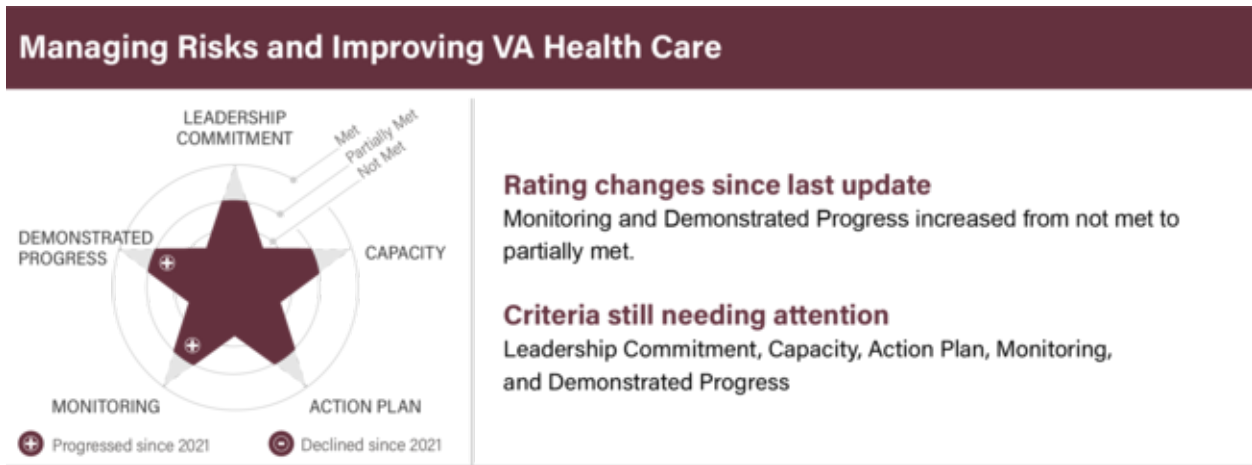 Managing Risks and Improving VA Health Care
LEADERSHIP
COMMITMENT
Met
Partially Met
Not Met
DEMONSTRATED
PROGRESS
CAPACITY
MONITORING
ACTION PLAN
Progressed since 2021
Declined since 2021
Rating changes since last update
Monitoring and Demonstrated Progress increased from not met to
partially met.
Criteria still needing attention
Leadership Commitment, Capacity, Action Plan, Monitoring,
and Demonstrated Progress